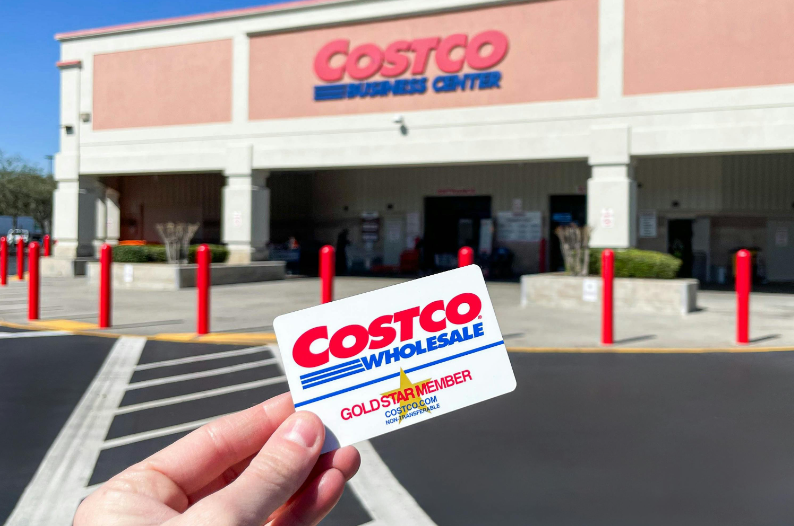 COSTCO
BUSINESS CENTER
COSTCO®
WHOLESALE
GOLD STAR MEMBER
COSTCO.COM
NON-TRANSFERABLE